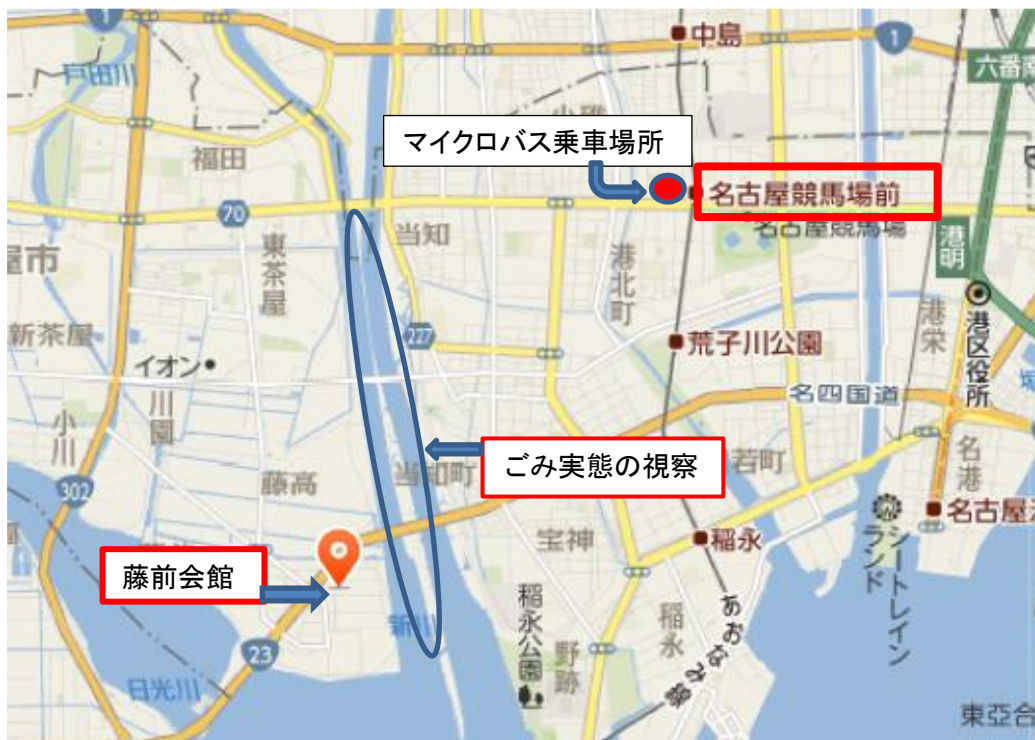 1
中島
1
戸田川
福田
マイクロバス乗車場所
名古屋競馬場前
名古屋競馬場
70
当知
東茶屋
屋市
港北町
港明
新茶屋
227
荒子川公園
港栄
港区役所
イオン
名四国道
川園
小川
藤高
当知町
ごみ実態の視察
若町
名港
302
宝神
稲永
シートレインランド
藤前会館
新川
稲永公園
稲永
あおなみ線
野跡
23
日光川
東亞合